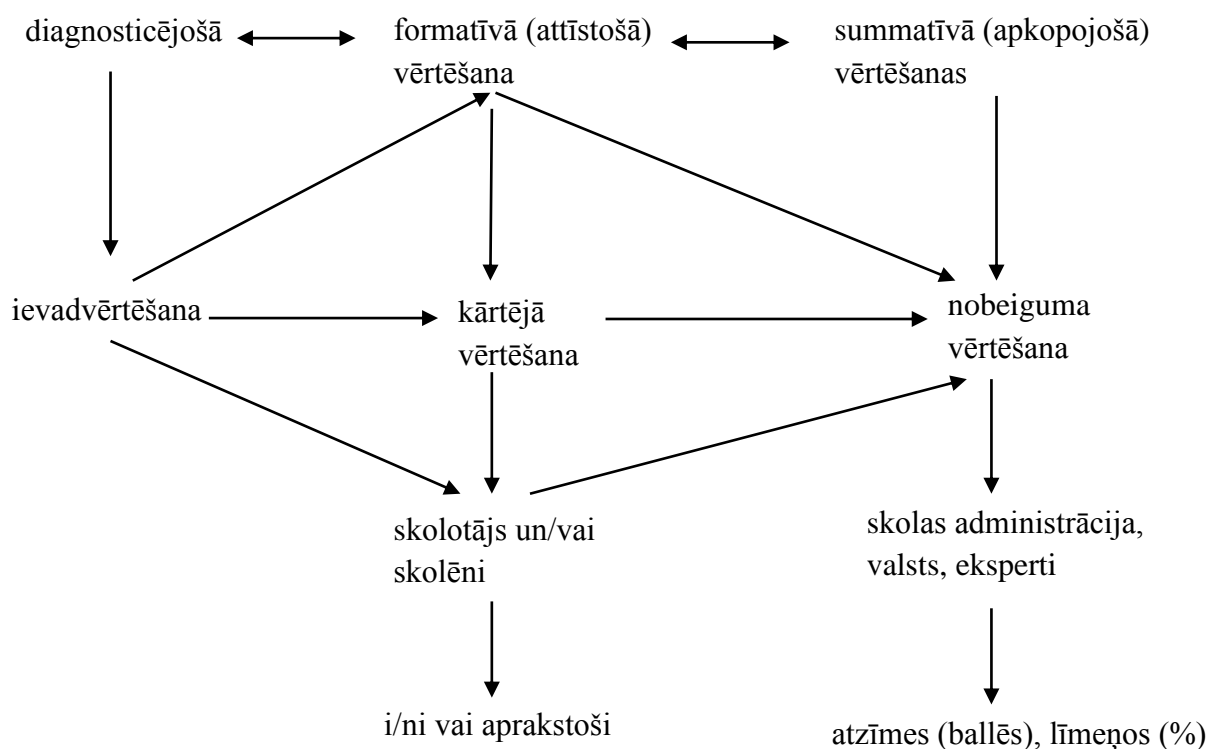 diagnosticējošā
formatīvā (attīstošā)
vērtēšana
summatīvā (apkopojošā)
vērtēšanas
ievadvērtēšana
kārtējā
vērtēšana
nobeiguma
vērtēšana
skolotājs un/vai
skolēni
skolas administrācija,
valsts, eksperti
i/ni vai aprakstoši
atzīmes (ballēs), līmeņos (%)